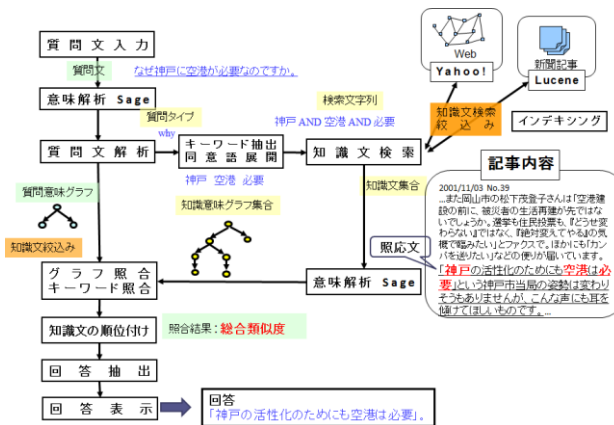 質問文入力
質問文
なぜ神戸に空港が必要なのですか。
意味解析 Sage
質問タイプ
why
検索文字列
神戸 AND 空港 AND 必要
Web
Yahoo!
新聞記事
Lucene
知識文検索
絞込み
インデキシング
質問文解析
キーワード抽出
同意語展開
知識文検索
神戸 空港 必要
質問意味グラフ
知識意味グラフ集合
知識文集合
記事内容
2001/11/03 No.39
...また岡山市の松下茂登子さんは「空港建
設の前に、被災者の生活再建が先ではな
いでしょうか。選挙も住民投票も、『どうせ変
わらない』ではなく、『絶対変えてやる』の気
概で臨みたい」とファクスで。ほかにも「カン
パを送りたい」などの便りが届いています。
「神戸の活性化のためにも空港は必
要」という神戸市当局の姿勢は変わり
そうもありませんが、こんな声にも耳を
傾けてほしいものです。...
照応文
知識文絞込み
グラフ照合
キーワード照合
意味解析 Sage
知識文の順位付け
照合結果：総合類似度
回答抽出
回答表示
回答
「神戸の活性化のためにも空港は必要」。